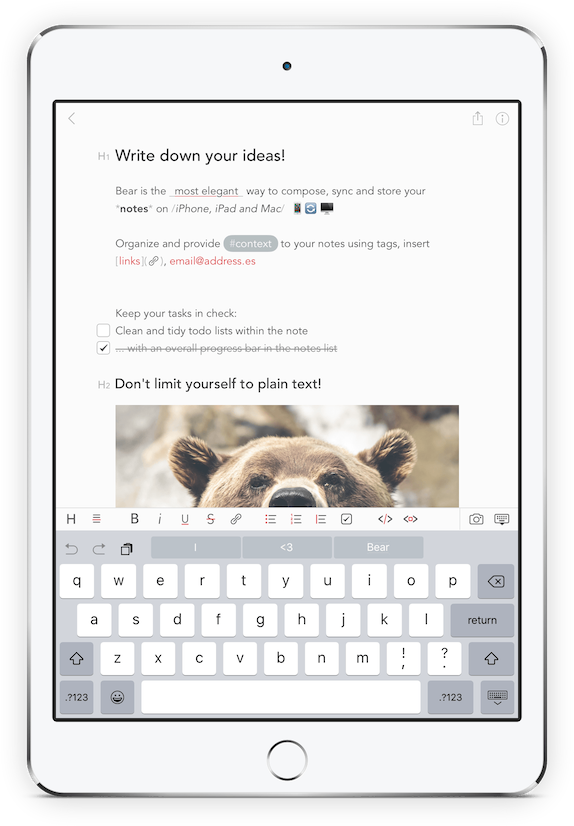 H1 Write down your ideas!
Bear is the _most elegant_ way to compose, sync and store your
*notes* on /iPhone, iPad and Mac/ 📱🔄🖥
Organize and provide #context to your notes using tags, insert
[links](🔗), email@address.es
Keep your tasks in check:
Clean and tidy todo lists within the note
... with an overall progress bar in the notes list
H2 Don't limit yourself to plain text!
H B i U S </> <o>
I <3 Bear
q w e r t y u i o p
a s d f g h j k l return
z x c v b n m ! , ? .
.?123 .?123